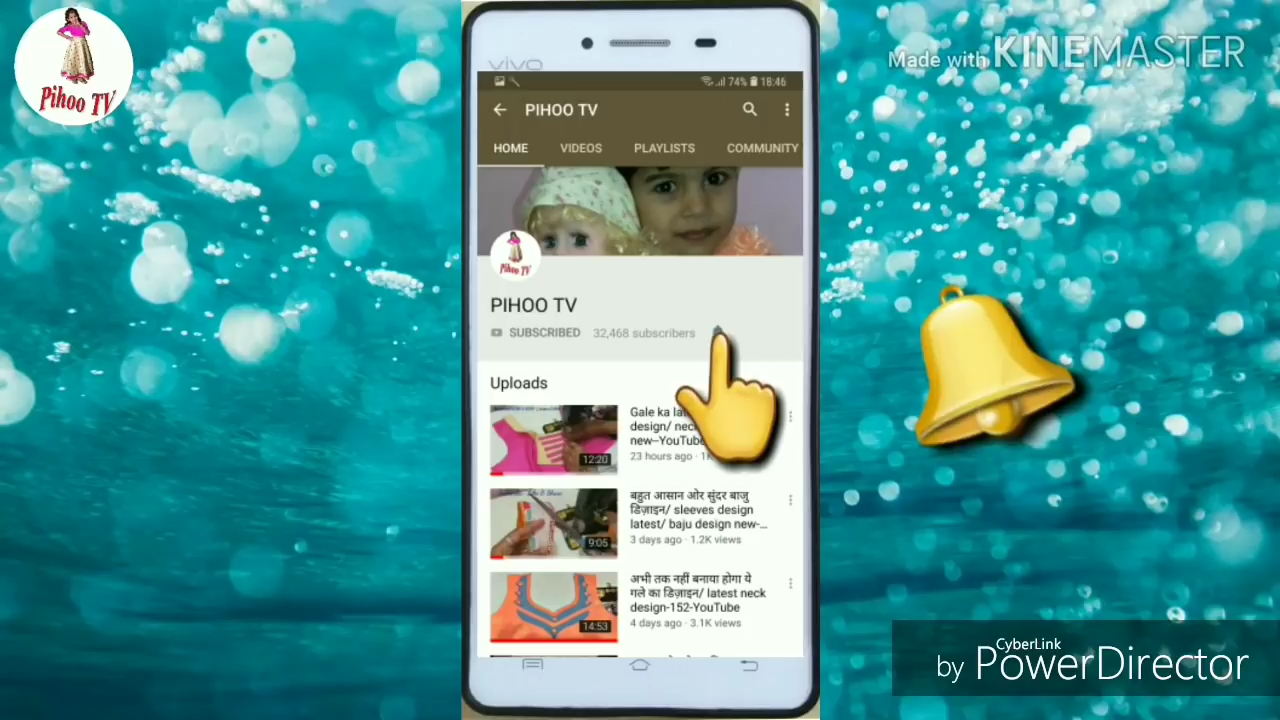 Pihoo TV
Made with KINEMASTER
vivo
74% 18:46
PIHOO TV
HOME VIDEOS PLAYLISTS COMMUNITY
Pihoo TV
PIHOO TV
SUBSCRIBED 32,468 subscribers
Uploads
Gale ka
design/
new--YouTube
23 hours ago
12:20
बहुत आसान ओर सुंदर बाजु
डिज़ाइन/ sleeves design
latest/ baju design new-...
3 days ago · 1.2K views
9:05
अभी तक नहीं बनाया होगा ये
गले का डिज़ाइन/ latest neck
design-152-YouTube
4 days ago · 3.1K views
14:53
CyberLink
by PowerDirector